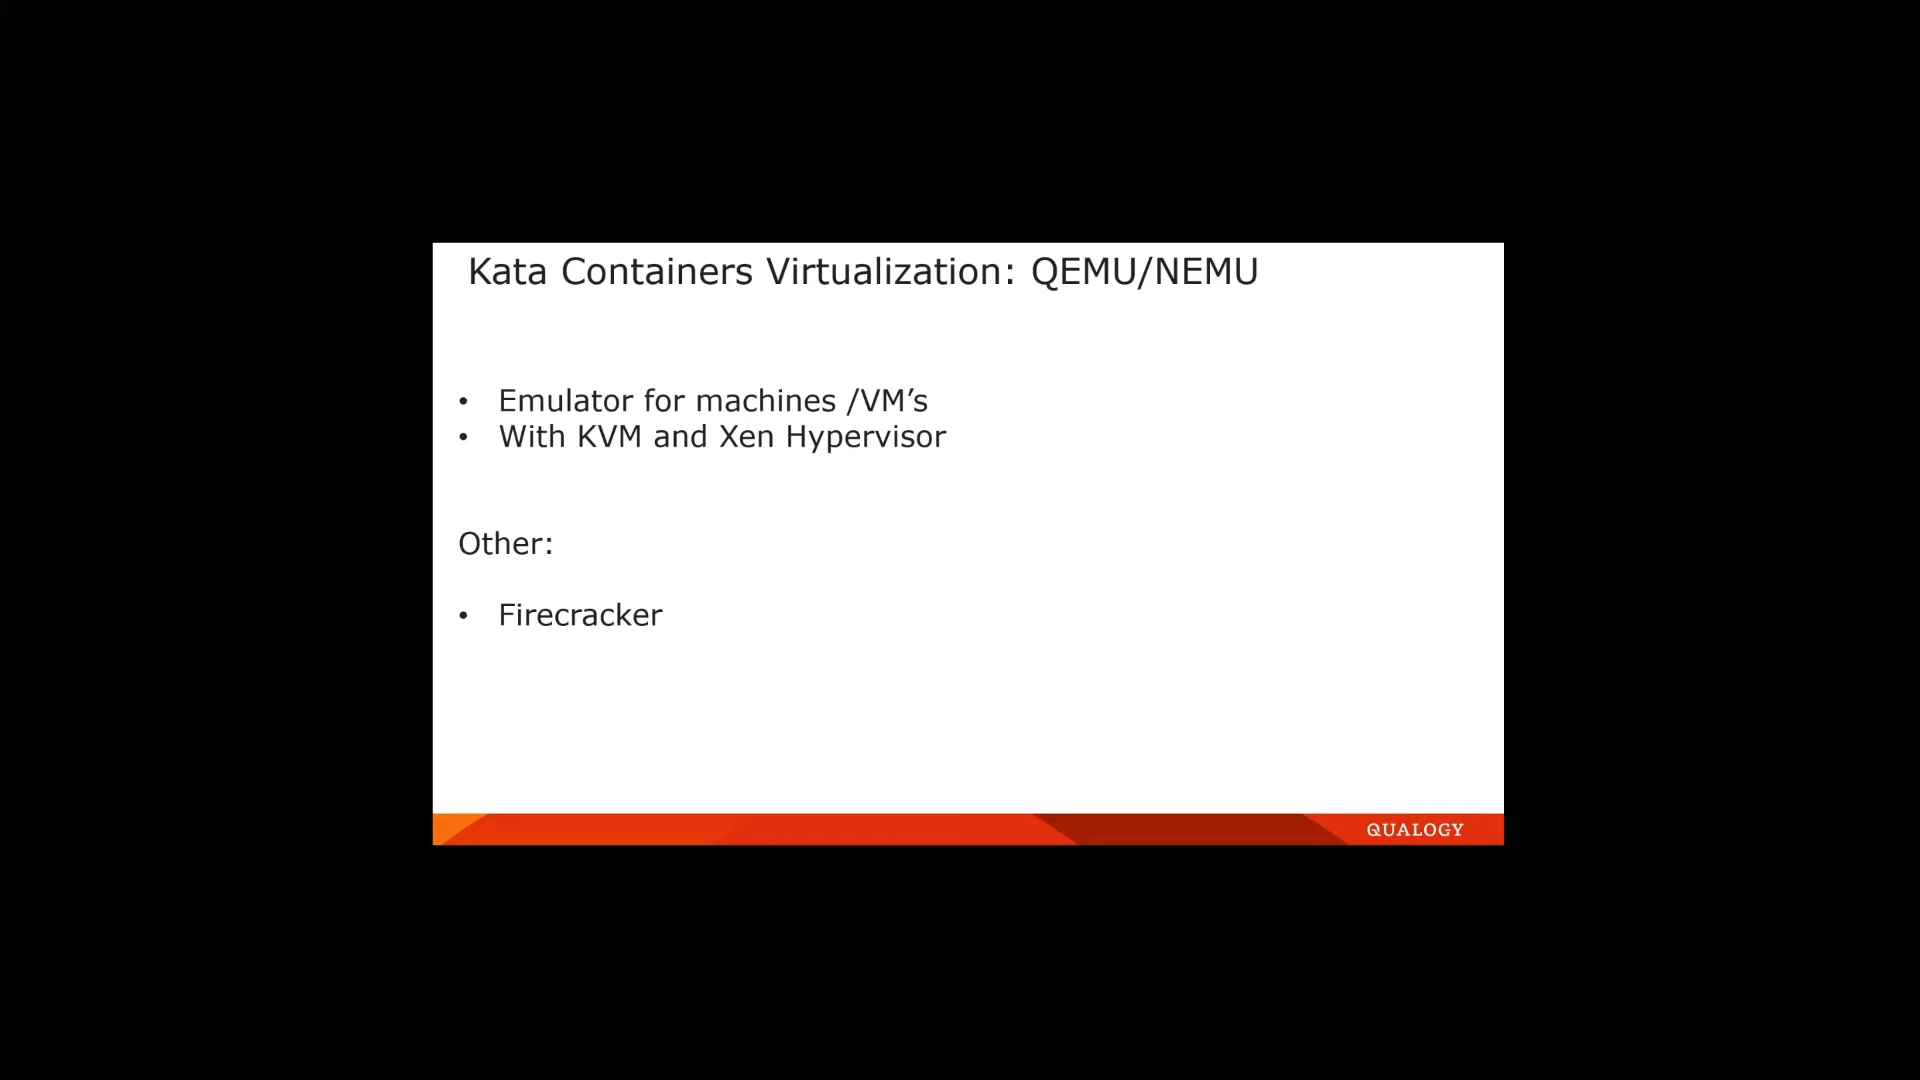 Kata Containers Virtualization: QEMU/NEMU
• Emulator for machines /VM’s
• With KVM and Xen Hypervisor
Other:
• Firecracker
QUALOGY